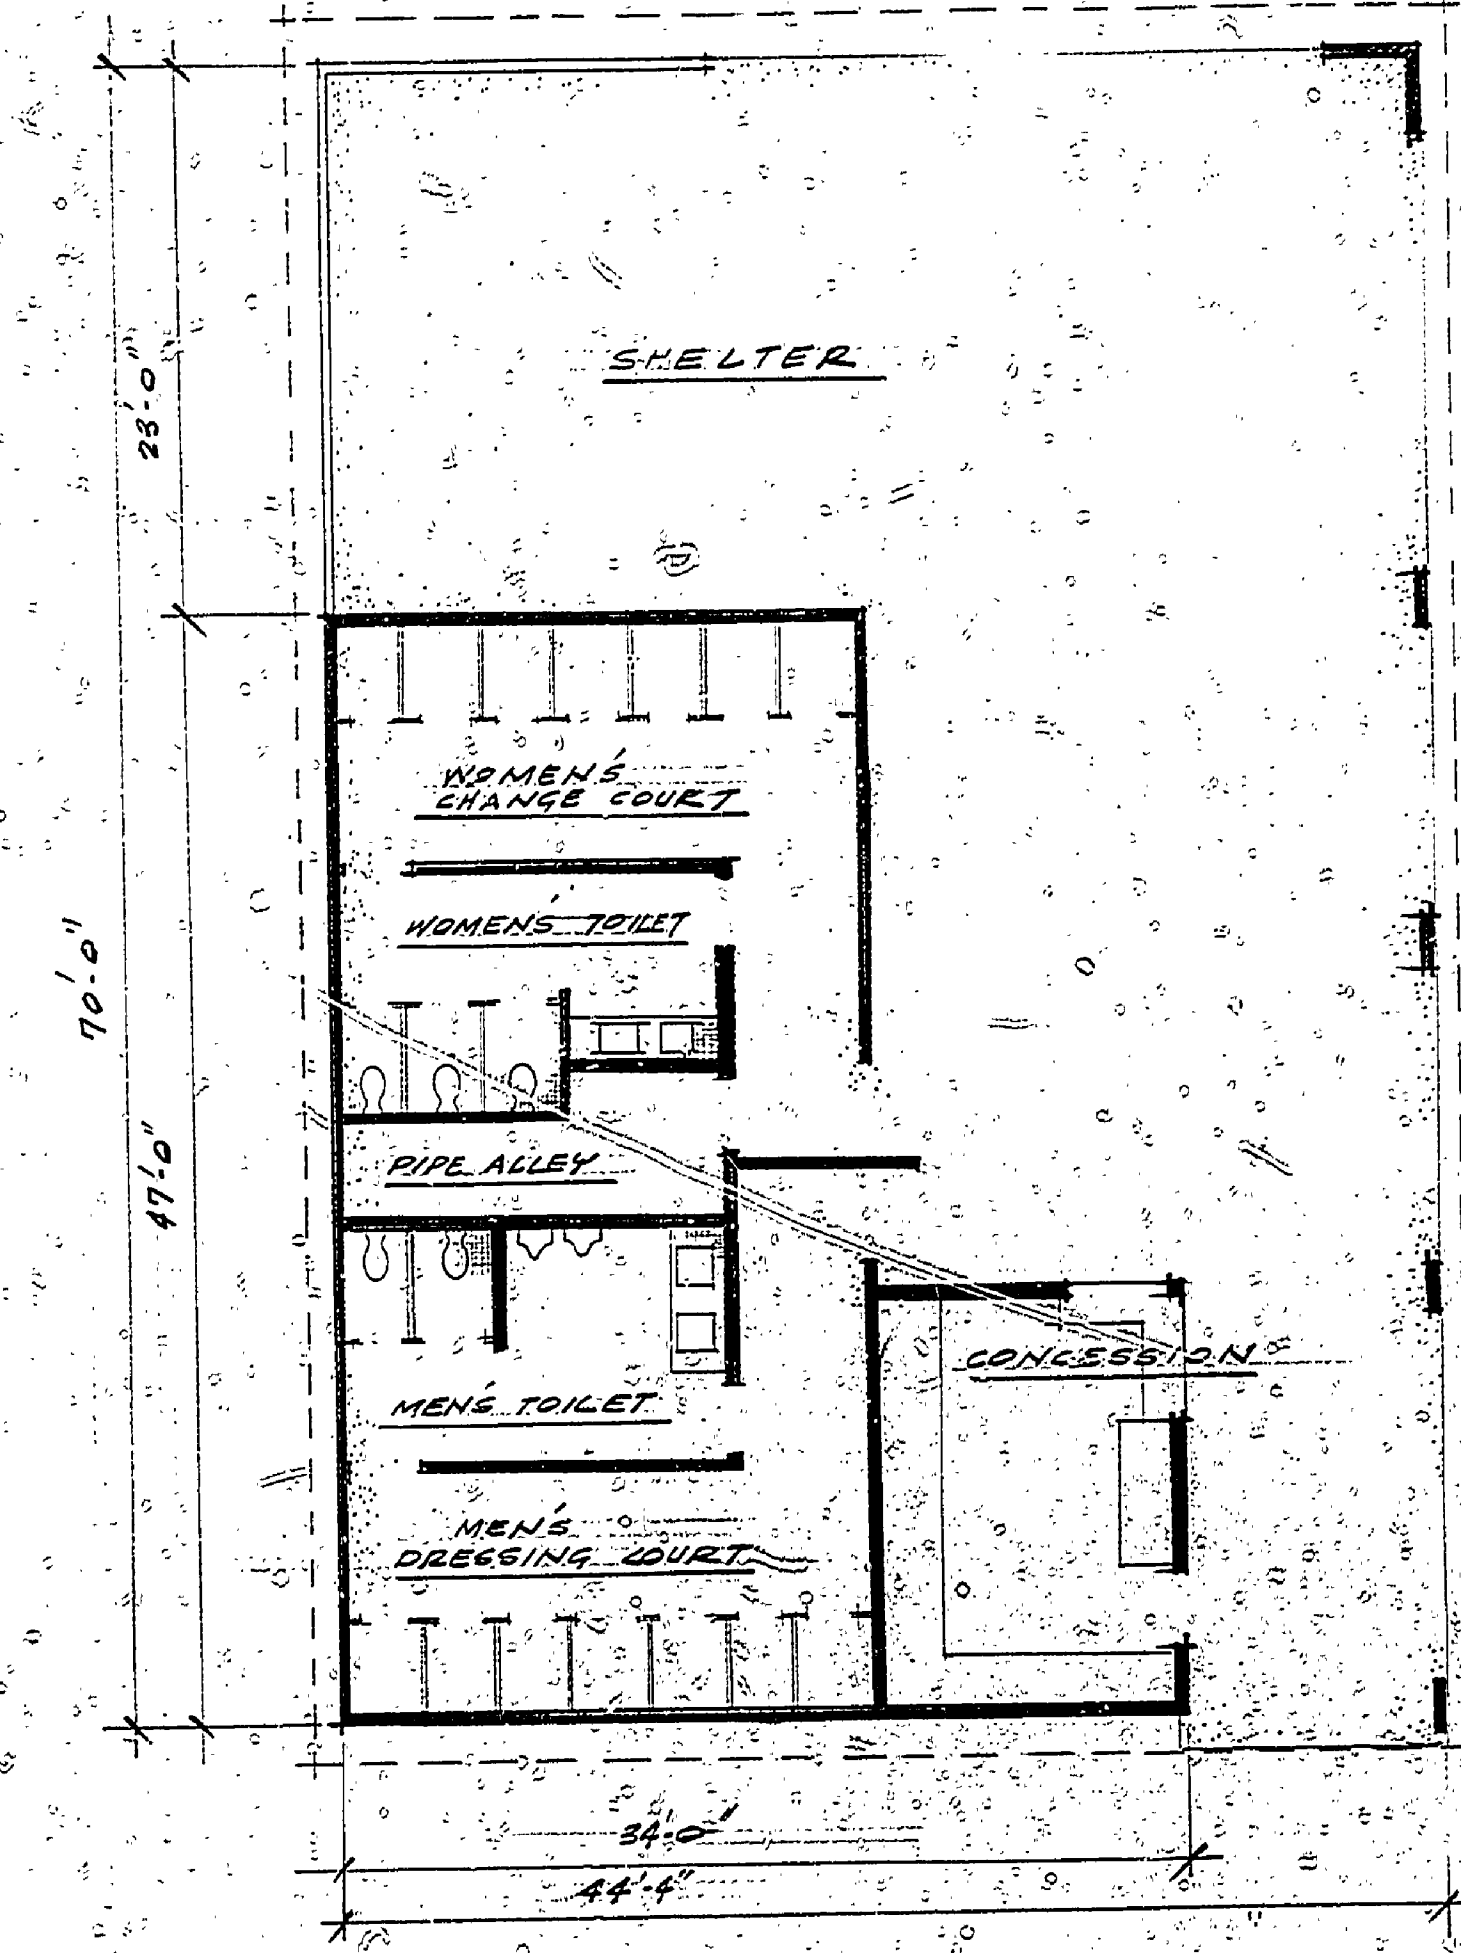 SHELTER
23'-0"
WOMEN'S
CHANGE COURT
WOMEN'S TOILET
70'-0"
PIPE ALLEY
47'-0"
CONCESSION
MEN'S TOILET
MEN'S
DRESSING COURT
34'-0"
44'-4"